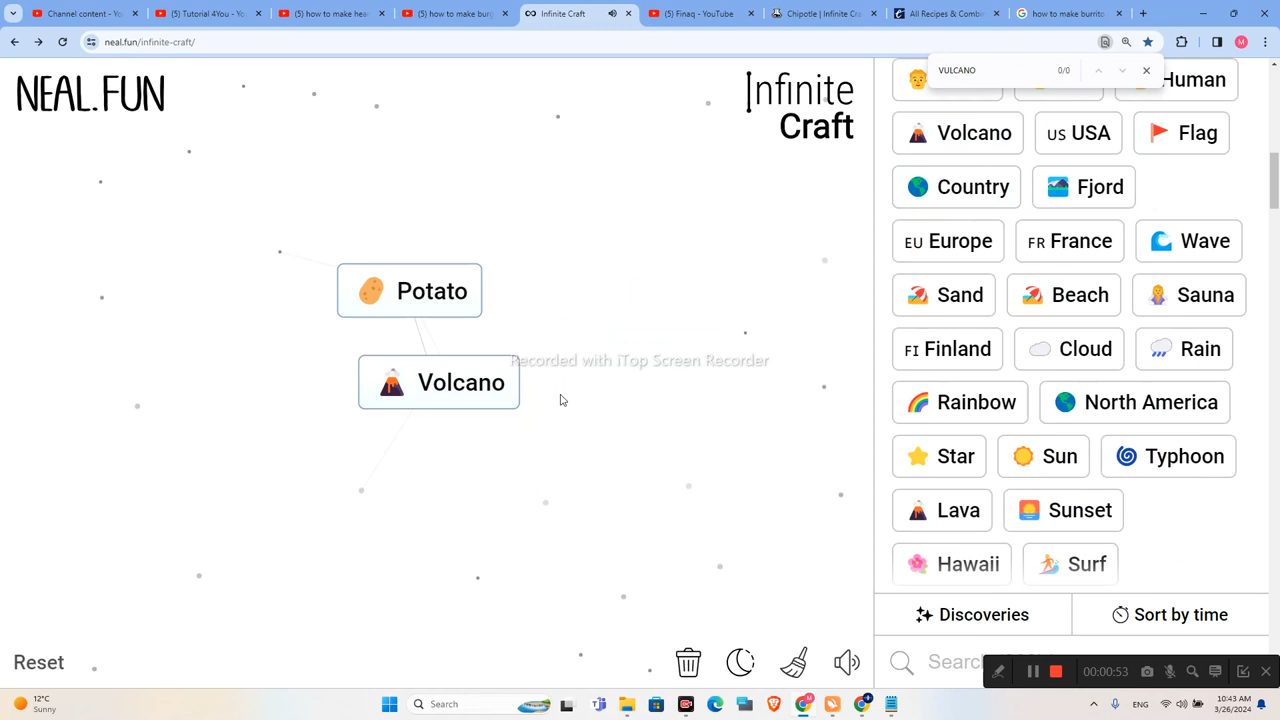 Channel content - YouTu
(5) Tutorial 4You - You
(5) how to make hea
(5) how to make burg
Infinite Craft
(5) Finaq - YouTube
Chipotle | Infinite Cra
All Recipes & Combin
how to make burrito
neal.fun/infinite-craft/
M
VULCANO
0/0
NEAL.FUN
Infinite
Craft
Human
Volcano
US USA
Flag
Country
Fjord
EU Europe
FR France
Wave
Sand
Beach
Sauna
FI Finland
Cloud
Rain
Rainbow
North America
Star
Sun
Typhoon
Lava
Sunset
Hawaii
Surf
Potato
Volcano
Recorded with iTop Screen Recorder
Discoveries
Sort by time
Search
00:00:53
Reset
12°C
Sunny
Search
10:43 AM
3/26/2024